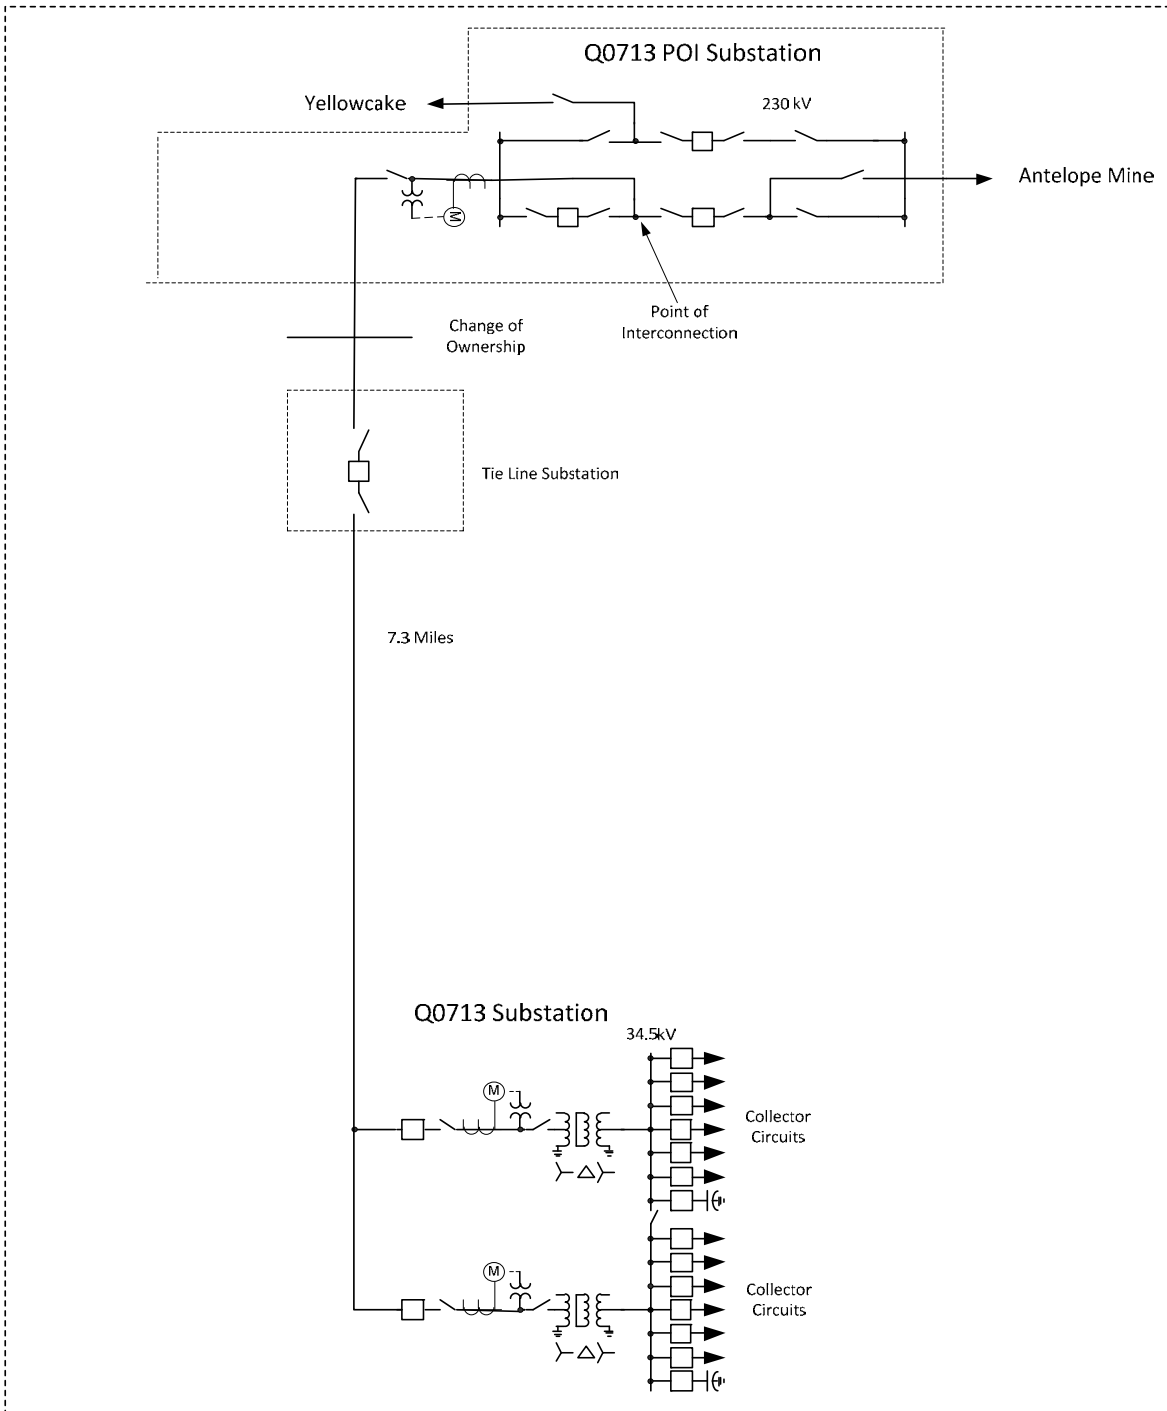 Q0713 POI Substation
Yellowcake
230 kV
Antelope Mine
M
Point of
Interconnection
Change of
Ownership
Tie Line Substation
7.3 Miles
Q0713 Substation
34.5kV
M
Collector
Circuits
M
Collector
Circuits